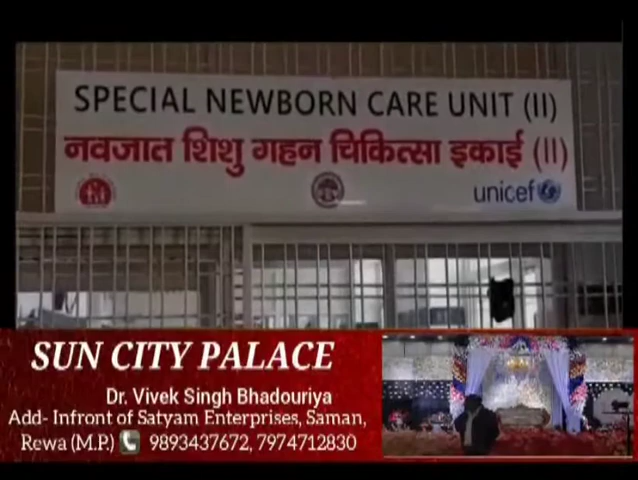 SPECIAL NEWBORN CARE UNIT (II)
नवजात शिशु गहन चिकित्सा इकाई (II)
unicef
SUN CITY PALACE
Dr. Vivek Singh Bhadouriya
Add- Infront of Satyam Enterprises, Saman,
Rewa (M.P.) 9893437672, 7974712830